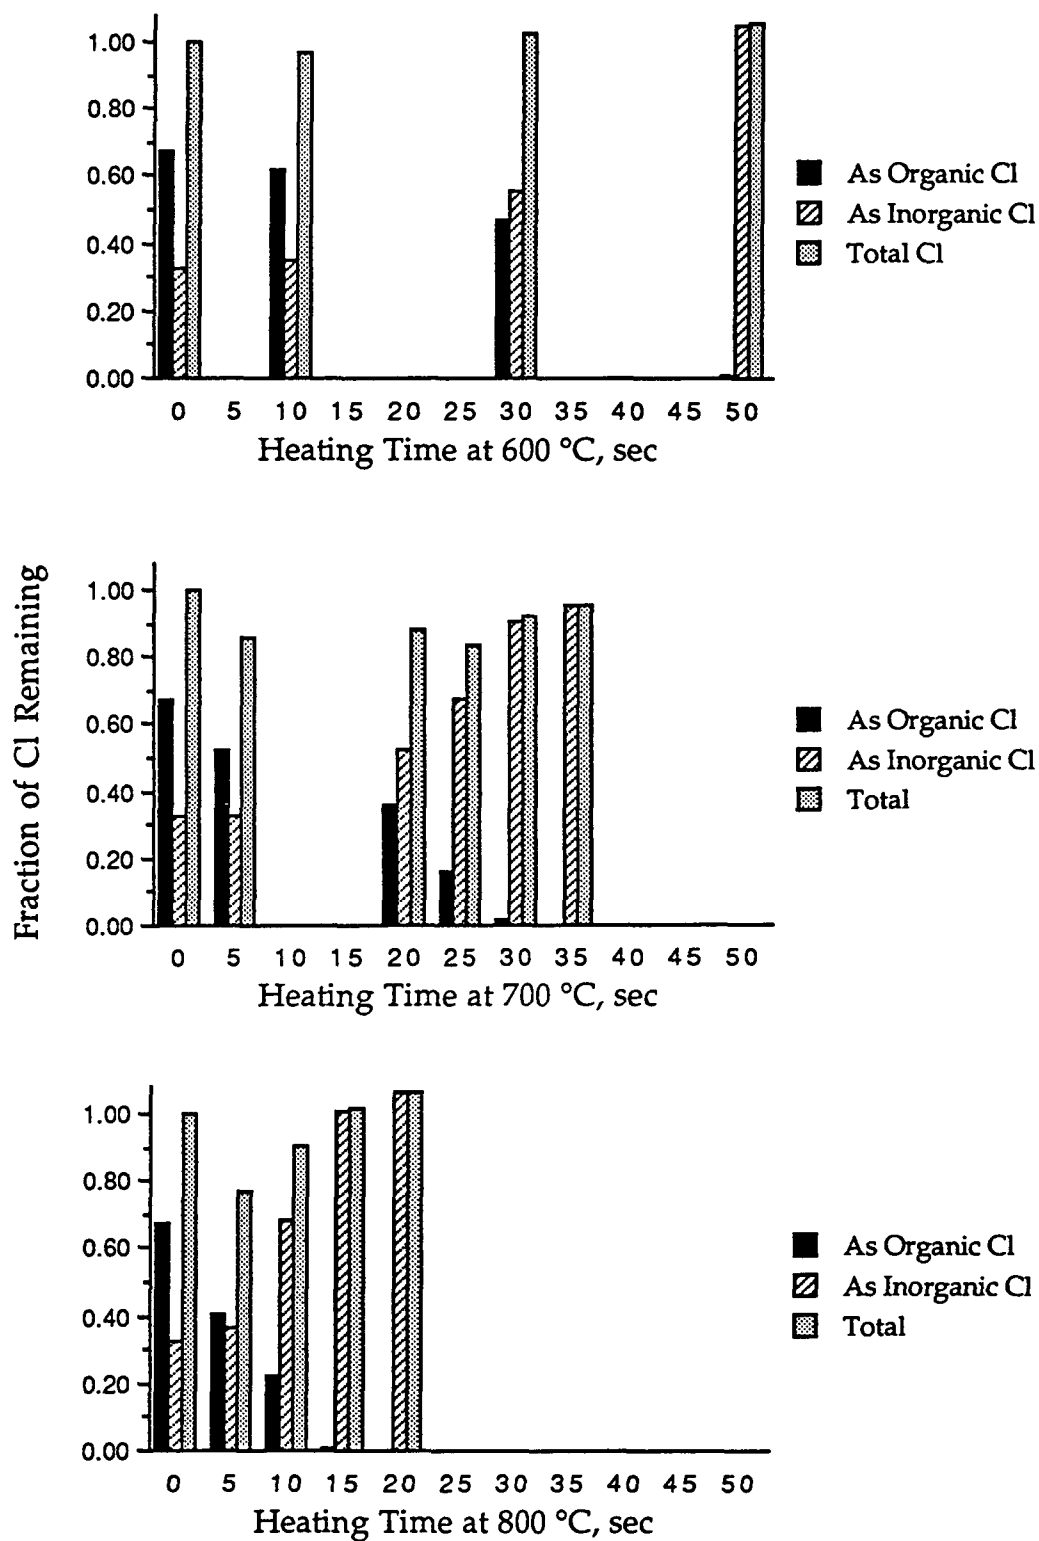 1.00
0.80
0.60
0.40
0.20
0.00
0 5 10 15 20 25 30 35 40 45 50
Heating Time at 600 °C, sec
As Organic Cl
As Inorganic Cl
Total Cl
Fraction of Cl Remaining
1.00
0.80
0.60
0.40
0.20
0.00
0 5 10 15 20 25 30 35 40 45 50
Heating Time at 700 °C, sec
As Organic Cl
As Inorganic Cl
Total
1.00
0.80
0.60
0.40
0.20
0.00
0 5 10 15 20 25 30 35 40 45 50
Heating Time at 800 °C, sec
As Organic Cl
As Inorganic Cl
Total